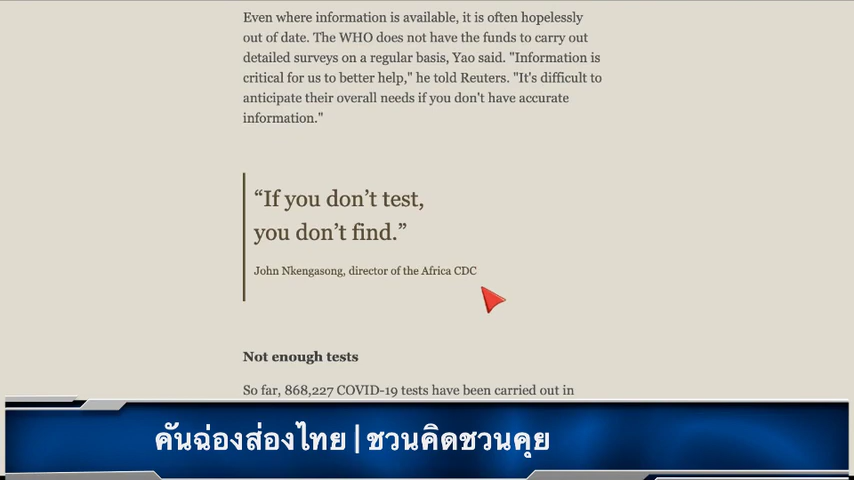 Even where information is available, it is often hopelessly
out of date. The WHO does not have the funds to carry out
detailed surveys on a regular basis, Yao said. "Information is
critical for us to better help," he told Reuters. "It's difficult to
anticipate their overall needs if you don't have accurate
information."
“If you don’t test,
you don’t find.”
John Nkengasong, director of the Africa CDC
Not enough tests
So far, 868,227 COVID-19 tests have been carried out in
คันฉ่องส่องไทย | ชวนคิดชวนคุย